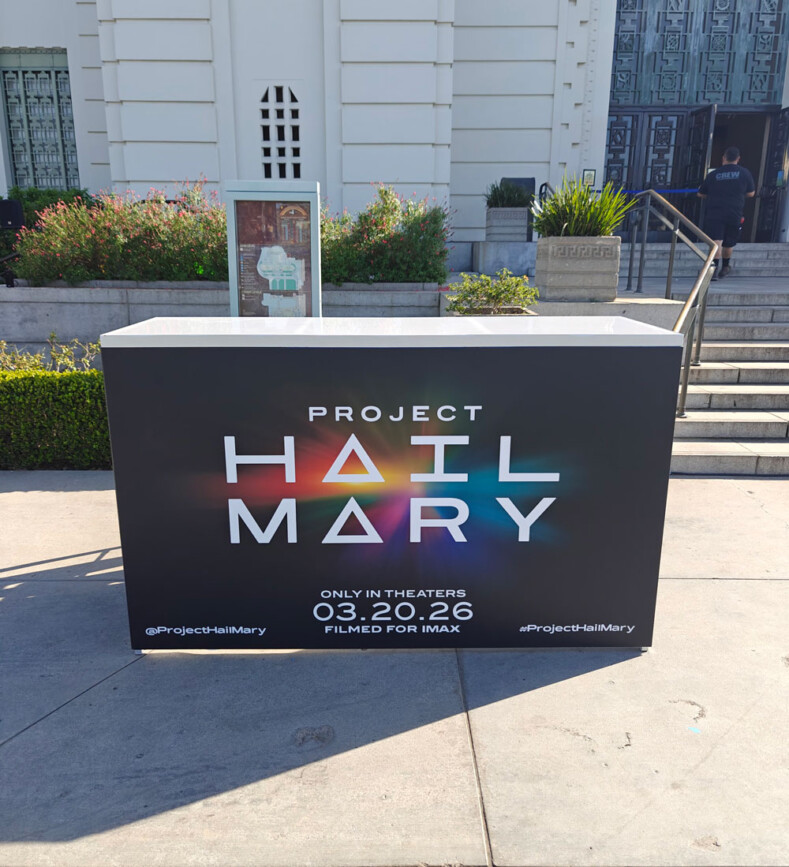 CREW
PROJECT
HAIL
MARY
ONLY IN THEATERS
03.20.26
FILMED FOR IMAX
@ProjectHailMary
#ProjectHailMary